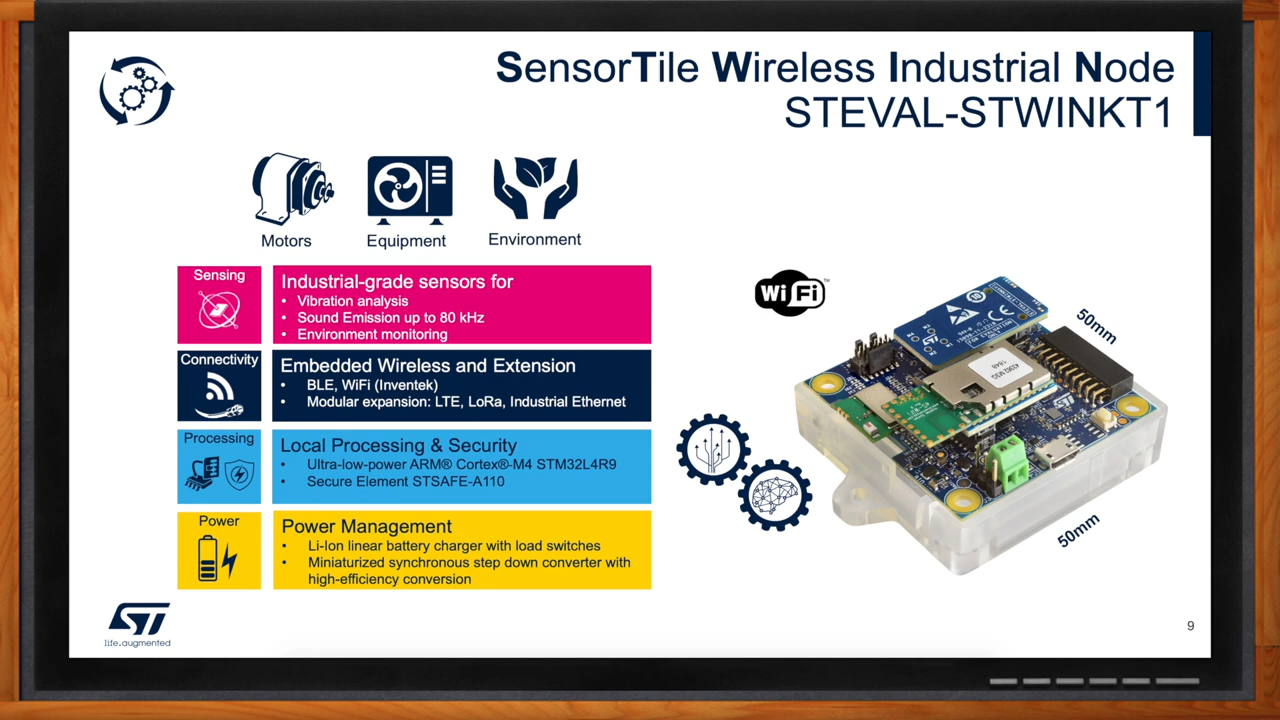 SensorTile Wireless Industrial Node
STEVAL-STWINKT1
Motors
Equipment
Environment
Sensing
Industrial-grade sensors for
• Vibration analysis
• Sound Emission up to 80 kHz
• Environment monitoring
Connectivity
Embedded Wireless and Extension
• BLE, WiFi (Inventek)
• Modular expansion: LTE, LoRa, Industrial Ethernet
Processing
Local Processing & Security
• Ultra-low-power ARM® Cortex®-M4 STM32L4R9
• Secure Element STSAFE-A110
Power
Power Management
• Li-Ion linear battery charger with load switches
• Miniaturized synchronous step down converter with
high-efficiency conversion
WiFi™
50mm
50mm
ST
life.augmented
9